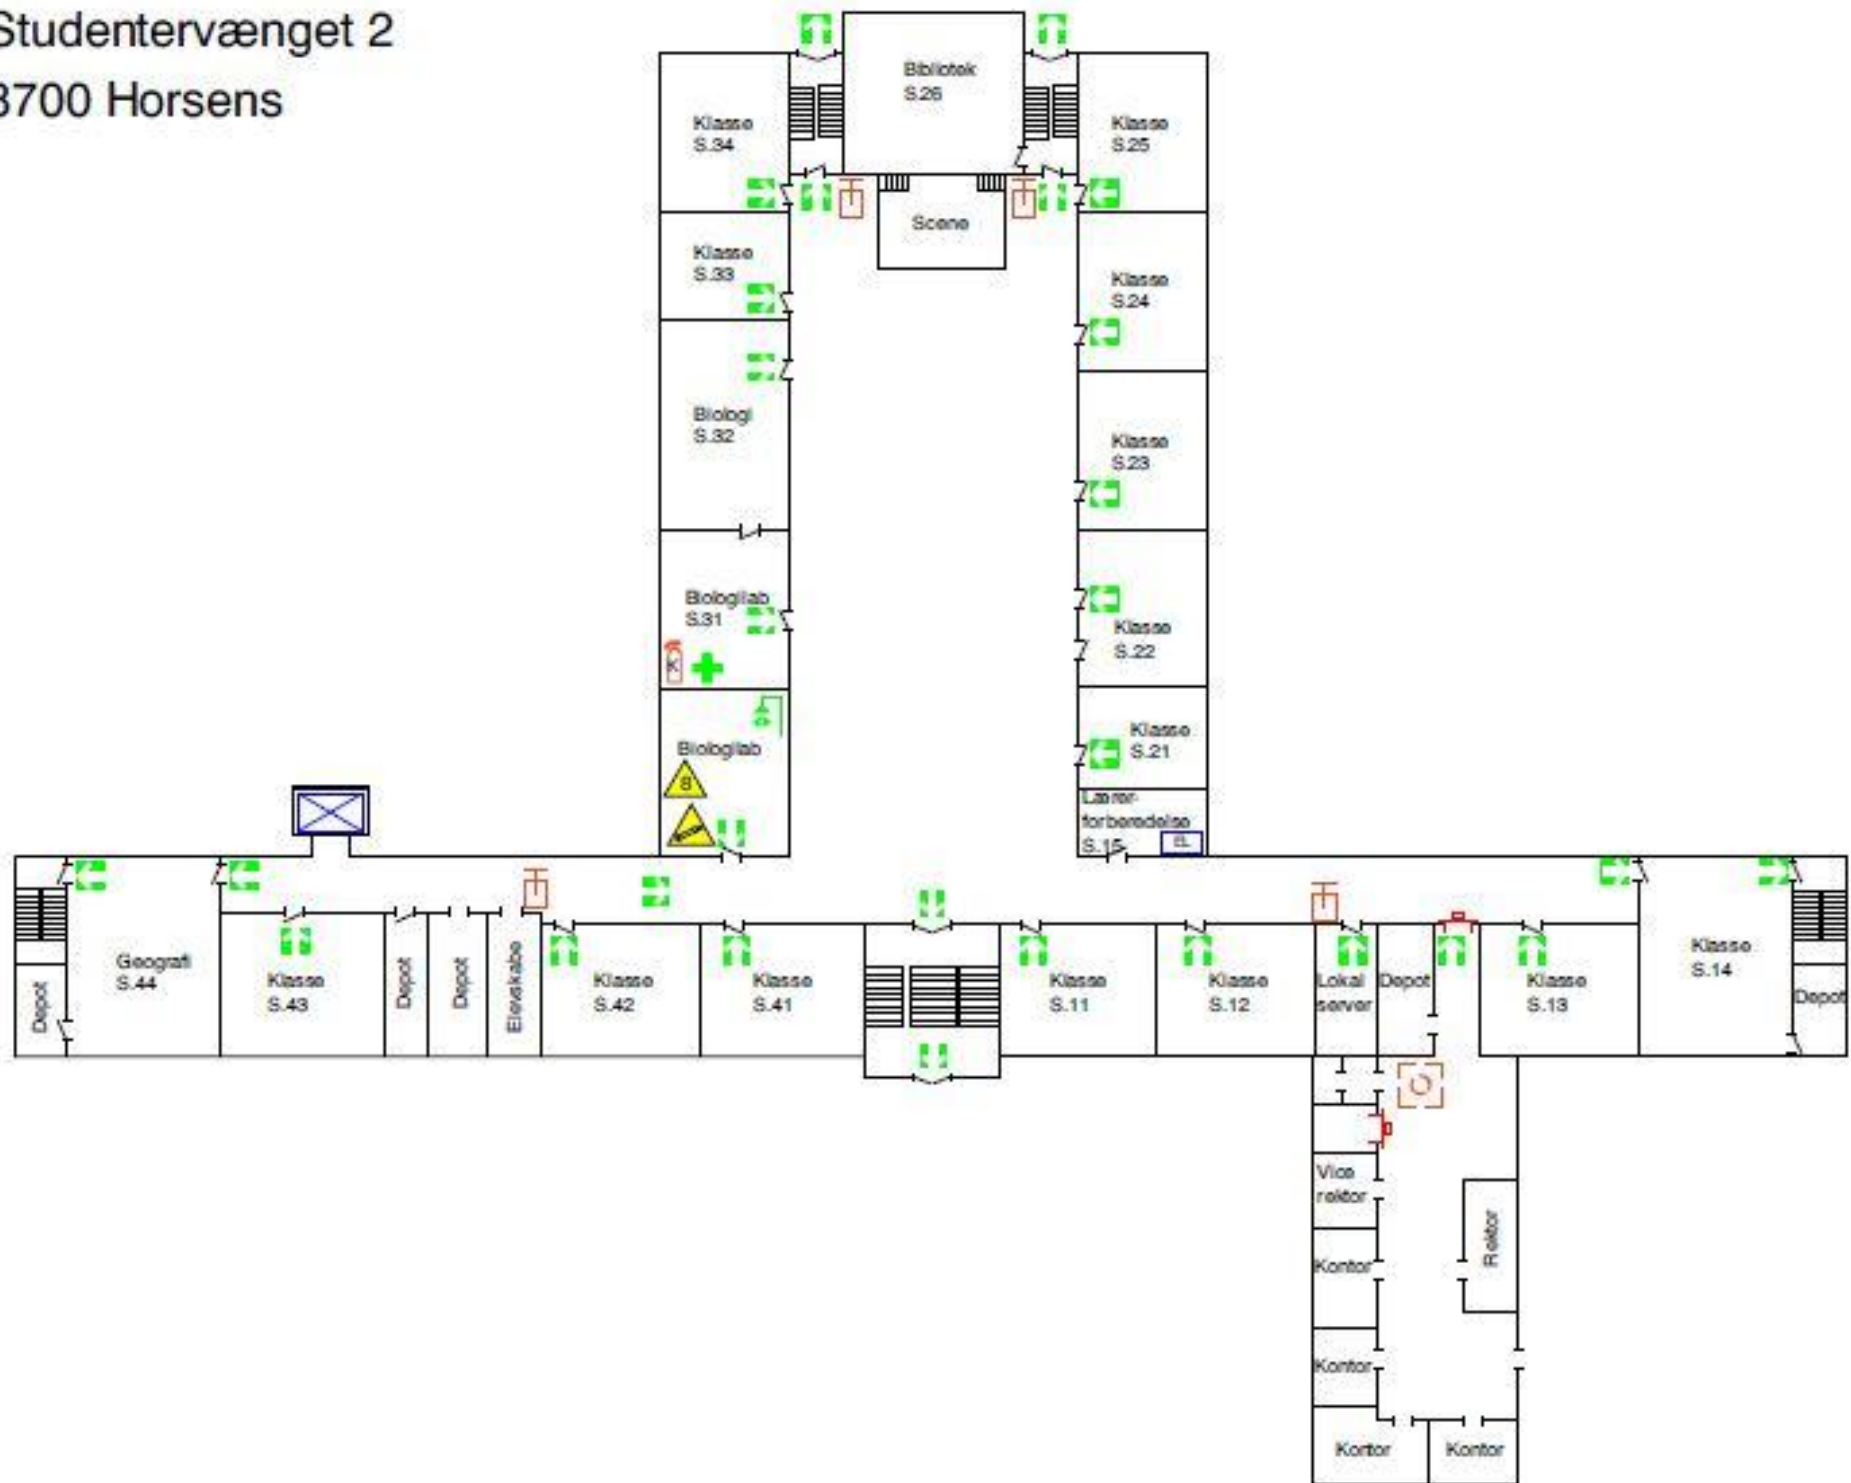 Studentervænget 2
8700 Horsens
Bibliotek
S.26
Klasse
S.34
Klasse
S.25
Scene
Klasse
S.33
Klasse
S.24
Biologi
S.32
Klasse
S.23
Biologilab
S.31
K
Klasse
S.22
Biologilab
8
Klasse
S.21
Lærer-
forberedelse
S.15
EL
Geografi
S.44
Depot
Klasse
S.43
Depot
Depot
Elevskabe
Klasse
S.42
Klasse
S.41
Klasse
S.11
Klasse
S.12
Lokal
server
Depot
Klasse
S.13
Klasse
S.14
Depot
Vice
rektor
Rektor
Kontor
Kontor
Kontor
Kontor